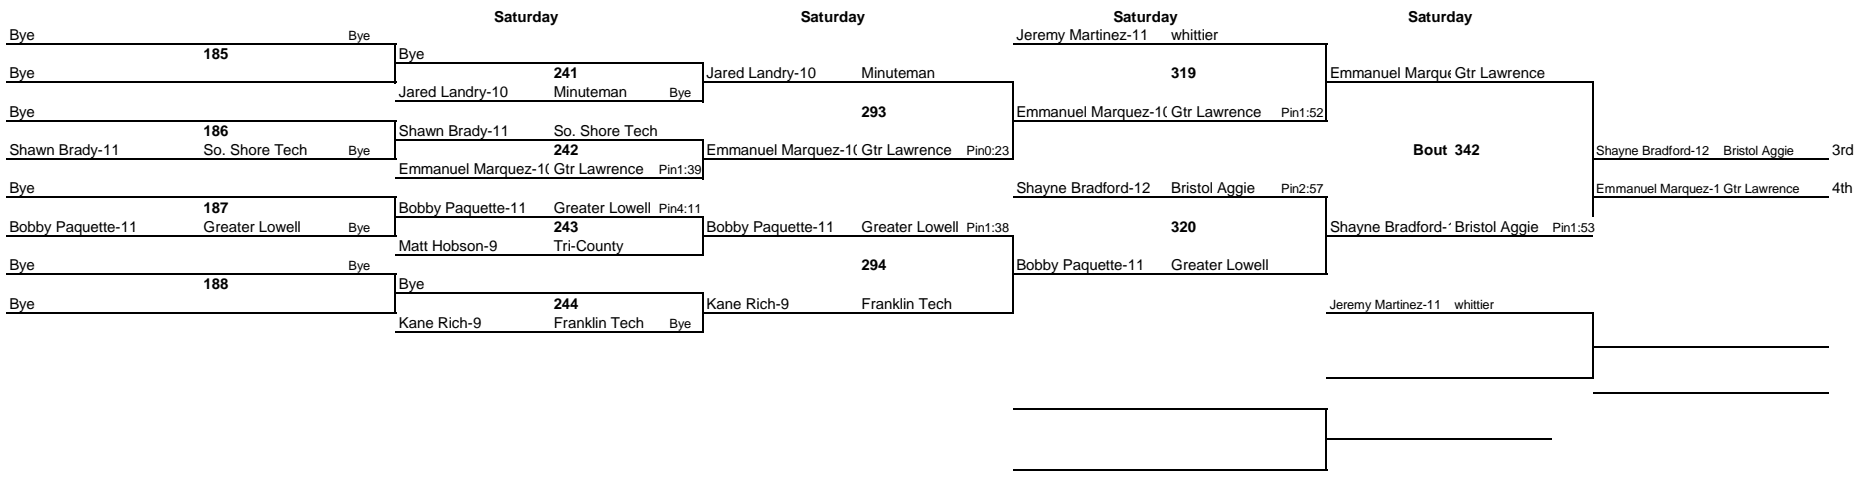 Saturday Saturday Saturday Saturday
Bye Bye Jeremy Martinez-11 whittier
185 Bye
Bye 241 Jared Landry-10 Minuteman 319 Emmanuel Marque Gtr Lawrence
Jared Landry-10 Minuteman Bye
Bye 293 Emmanuel Marquez-1( Gtr Lawrence Pin1:52
186 Shawn Brady-11 So. Shore Tech
Shawn Brady-11 So. Shore Tech Bye 242 Emmanuel Marquez-1( Gtr Lawrence Pin0:23 Bout 342 Shayne Bradford-12 Bristol Aggie 3rd
Emmanuel Marquez-1( Gtr Lawrence Pin1:39
Bye Shayne Bradford-12 Bristol Aggie Pin2:57 Emmanuel Marquez-1 Gtr Lawrence 4th
187 Bobby Paquette-11 Greater Lowell Pin4:11
Bobby Paquette-11 Greater Lowell Bye 243 Bobby Paquette-11 Greater Lowell Pin1:38 320 Shayne Bradford-' Bristol Aggie Pin1:53
Matt Hobson-9 Tri-County
Bye Bye 294 Bobby Paquette-11 Greater Lowell
188 Bye
Bye 244 Kane Rich-9 Franklin Tech Jeremy Martinez-11 whittier
Kane Rich-9 Franklin Tech Bye